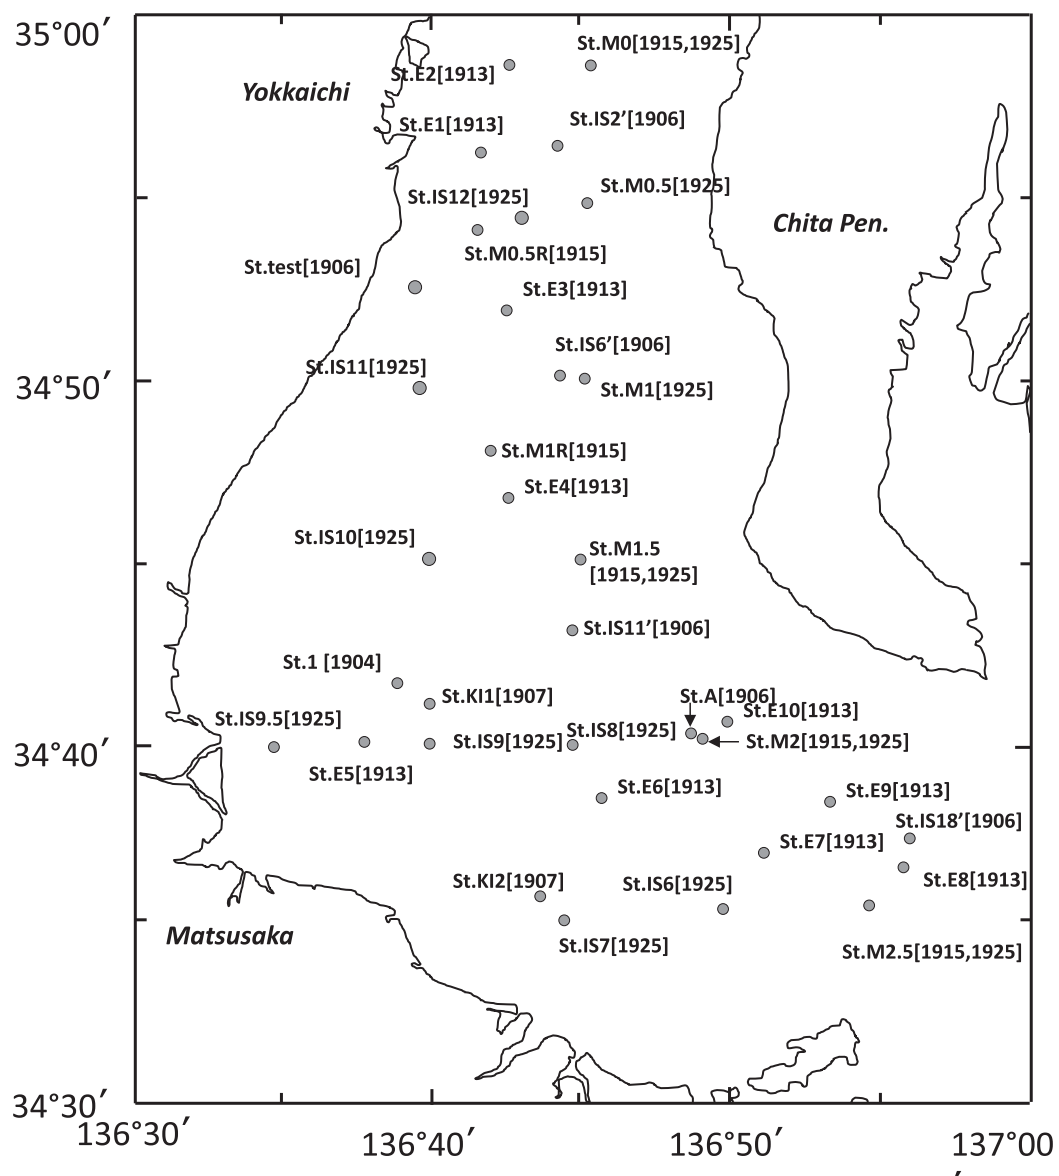 35°00′
St.M0[1915,1925]
St.E2[1913]
Yokkaichi
St.E1[1913]
St.IS2’[1906]
St.M0.5[1925]
St.IS12[1925]
Chita Pen.
St.M0.5R[1915]
St.test[1906]
St.E3[1913]
St.IS6’[1906]
St.IS11[1925]
34°50′
St.M1[1925]
St.M1R[1915]
St.E4[1913]
St.IS10[1925]
St.M1.5
[1915,1925]
St.IS11’[1906]
St.1 [1904]
St.KI1[1907]
St.A[1906]
St.E10[1913]
St.IS9.5[1925]
St.IS9[1925]
St.IS8[1925]
St.M2[1915,1925]
34°40′
St.E5[1913]
St.E6[1913]
St.E9[1913]
St.IS18’[1906]
St.E7[1913]
St.KI2[1907]
St.IS6[1925]
St.E8[1913]
Matsusaka
St.IS7[1925]
St.M2.5[1915,1925]
34°30′
136°30′
136°40′
136°50′
137°00
′